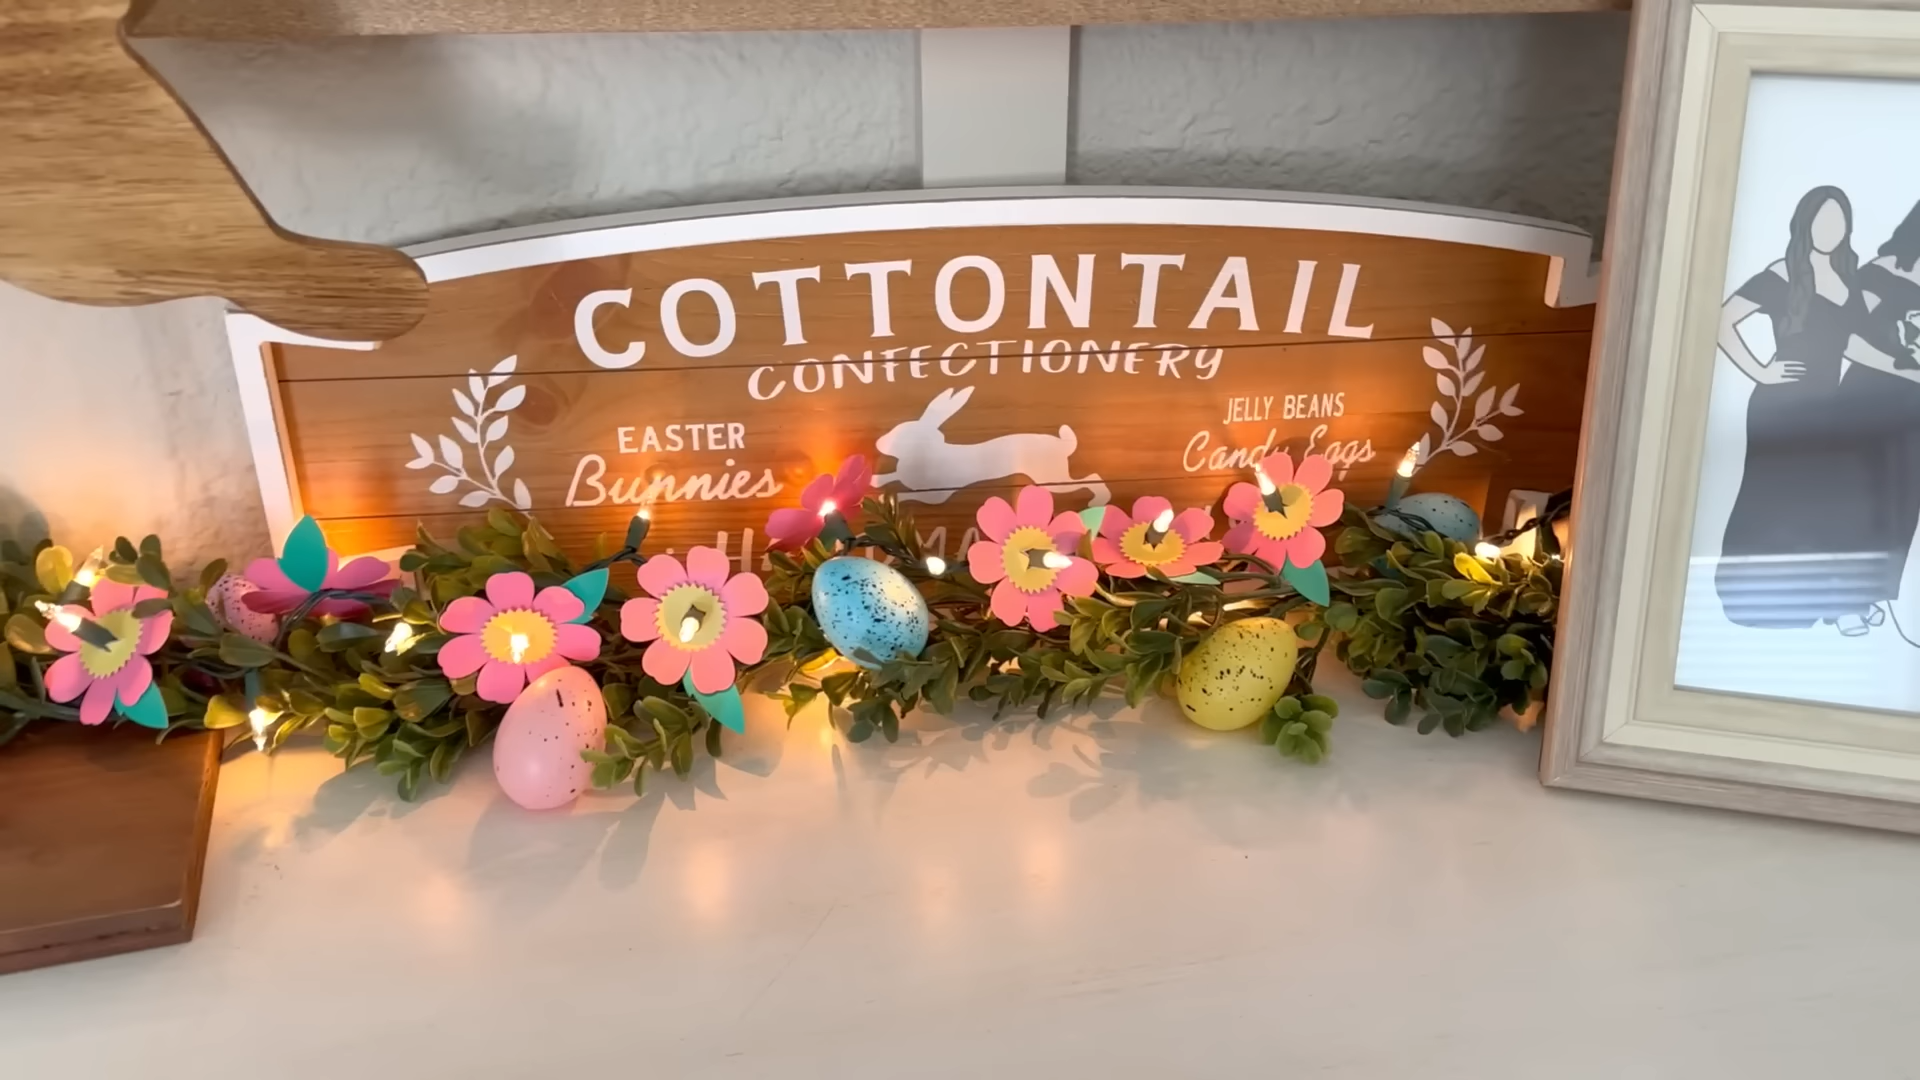 COTTONTAIL
CONFECTIONERY
EASTER
Bunnies
JELLY BEANS
Candy Eggs